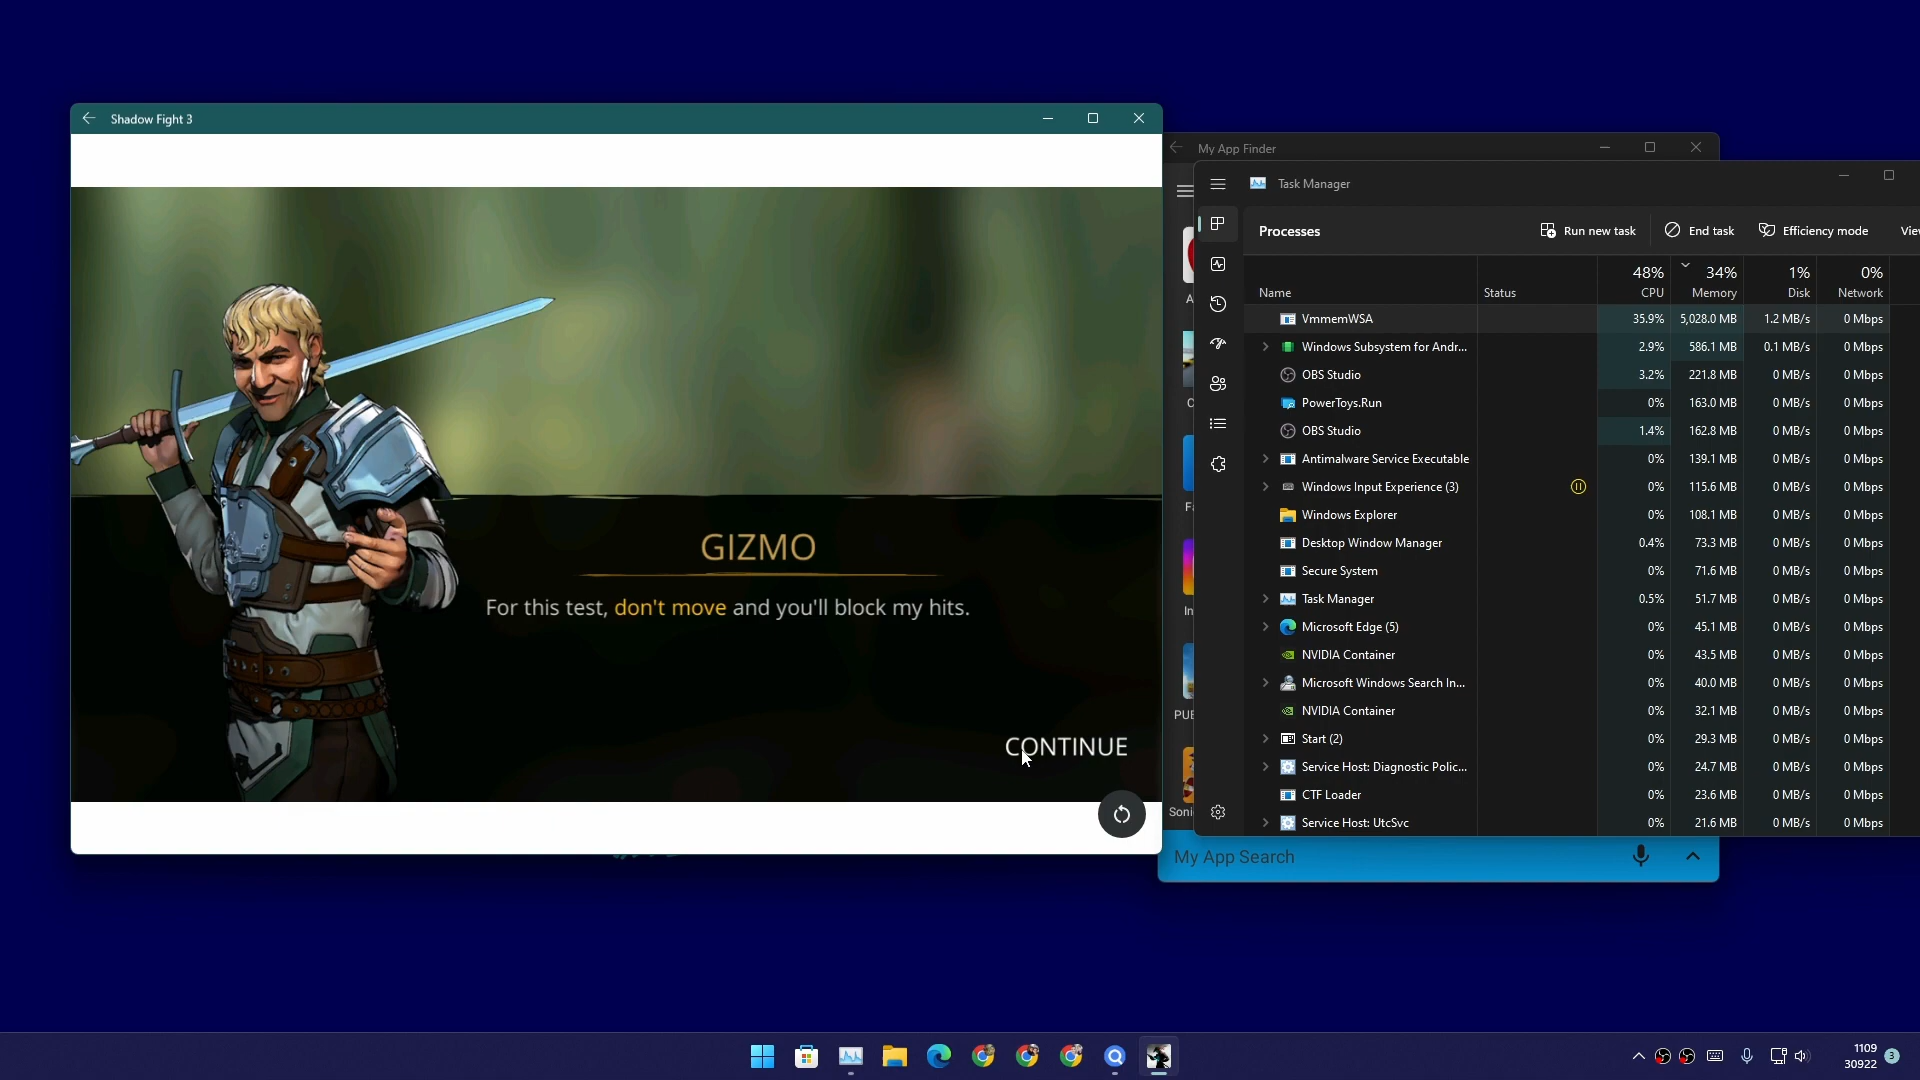 Shadow Fight 3
GIZMO
For this test, don't move and you'll block my hits.
CONTINUE
My App Finder
A
C
Fa
In
PUE
Soni
My App Search
Task Manager
Processes
Run new task
End task
Efficiency mode
Vie
48% 34% 1% 0%
Name Status CPU Memory Disk Network
VmmemWSA 35.9% 5,028.0 MB 1.2 MB/s 0 Mbps
Windows Subsystem for Andr... 2.9% 586.1 MB 0.1 MB/s 0 Mbps
OBS Studio 3.2% 221.8 MB 0 MB/s 0 Mbps
PowerToys.Run 0% 163.0 MB 0 MB/s 0 Mbps
OBS Studio 1.4% 162.8 MB 0 MB/s 0 Mbps
Antimalware Service Executable 0% 139.1 MB 0 MB/s 0 Mbps
Windows Input Experience (3) 0% 115.6 MB 0 MB/s 0 Mbps
Windows Explorer 0% 108.1 MB 0 MB/s 0 Mbps
Desktop Window Manager 0.4% 73.3 MB 0 MB/s 0 Mbps
Secure System 0% 71.6 MB 0 MB/s 0 Mbps
Task Manager 0.5% 51.7 MB 0 MB/s 0 Mbps
Microsoft Edge (5) 0% 45.1 MB 0 MB/s 0 Mbps
NVIDIA Container 0% 43.5 MB 0 MB/s 0 Mbps
Microsoft Windows Search In... 0% 40.0 MB 0 MB/s 0 Mbps
NVIDIA Container 0% 32.1 MB 0 MB/s 0 Mbps
Start (2) 0% 29.3 MB 0 MB/s 0 Mbps
Service Host: Diagnostic Polic... 0% 24.7 MB 0 MB/s 0 Mbps
CTF Loader 0% 23.6 MB 0 MB/s 0 Mbps
Service Host: UtcSvc 0% 21.6 MB 0 MB/s 0 Mbps
1109
30922
3